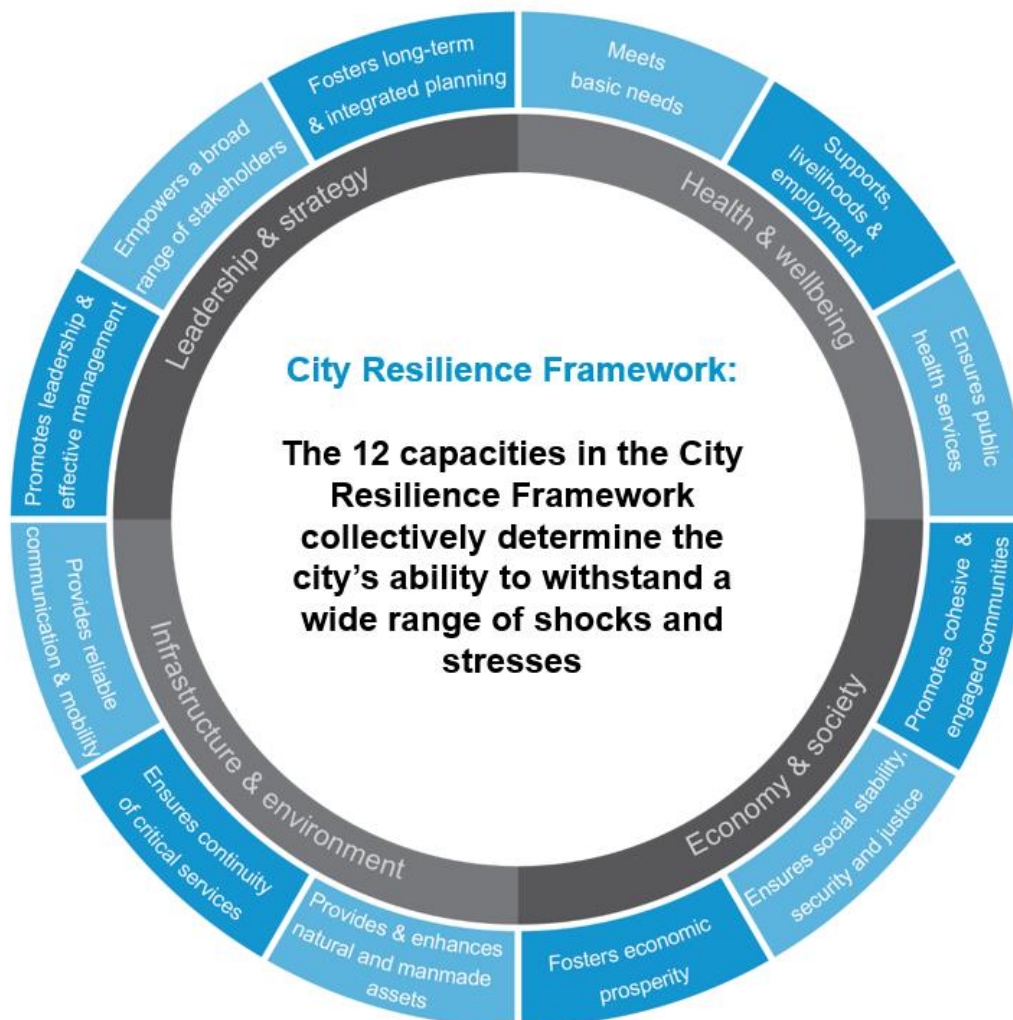 City Resilience Framework:
The 12 capacities in the City
Resilience Framework
collectively determine the
city's ability to withstand a
wide range of shocks and
stresses
Health & wellbeing
Meets
basic needs
Supports,
livelihoods &
employment
Ensures public
health services
Economy & society
Promotes cohesive &
engaged communities
Ensures social stability,
security and justice
Fosters economic
prosperity
Infrastructure & environment
Provides & enhances
natural and manmade
assets
Ensures continuity
of critical services
Provides reliable
communication & mobility
Leadership & strategy
Promotes leadership &
effective management
Empowers a broad
range of stakeholders
Fosters long-term
& integrated planning